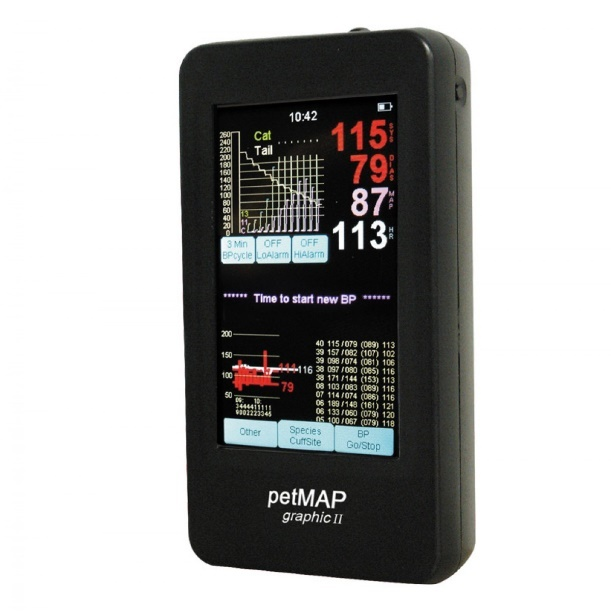 10:42
Cat
Tail
260
240
220
200
180
160
140
120
100
80
60
40
20
0
13
11
115 SYS
79 DIAS
87 MAP
113 HR
3 Min BPcycle
OFF LoAlarm
OFF HiAlarm
****** Time to start new BP ******
200
150
100
50
116
79
09: 10:
3444411111
9802223345
40 115/079 (089) 113
39 157/082 (107) 102
39 098/074 (081) 106
38 097/080 (085) 116
38 171/144 (153) 113
08 103/083 (089) 116
07 114/074 (086) 116
06 189/148 (161) 121
06 133/060 (079) 120
05 100/067 (079) 118
Other
Species CuffSite
BP Go/Stop
petMAP
graphic II